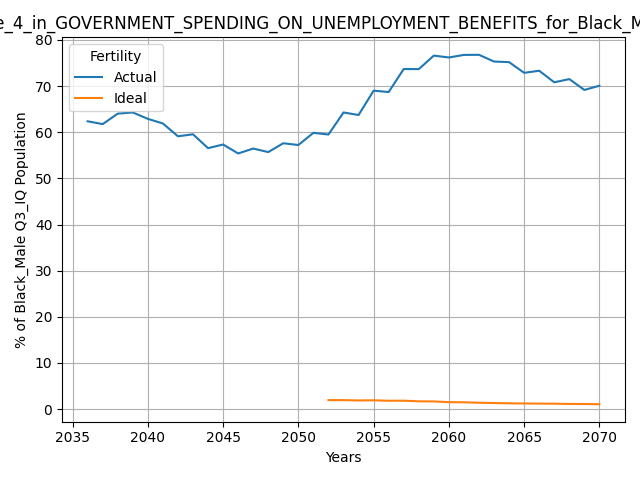 e_4_in_GOVERNMENT_SPENDING_ON_UNEMPLOYMENT_BENEFITS_for_Black_M
Fertility
Actual
Ideal
80
70
60
50
40
30
20
10
0
% of Black_Male Q3_IQ Population
2035 2040 2045 2050 2055 2060 2065 2070
Years